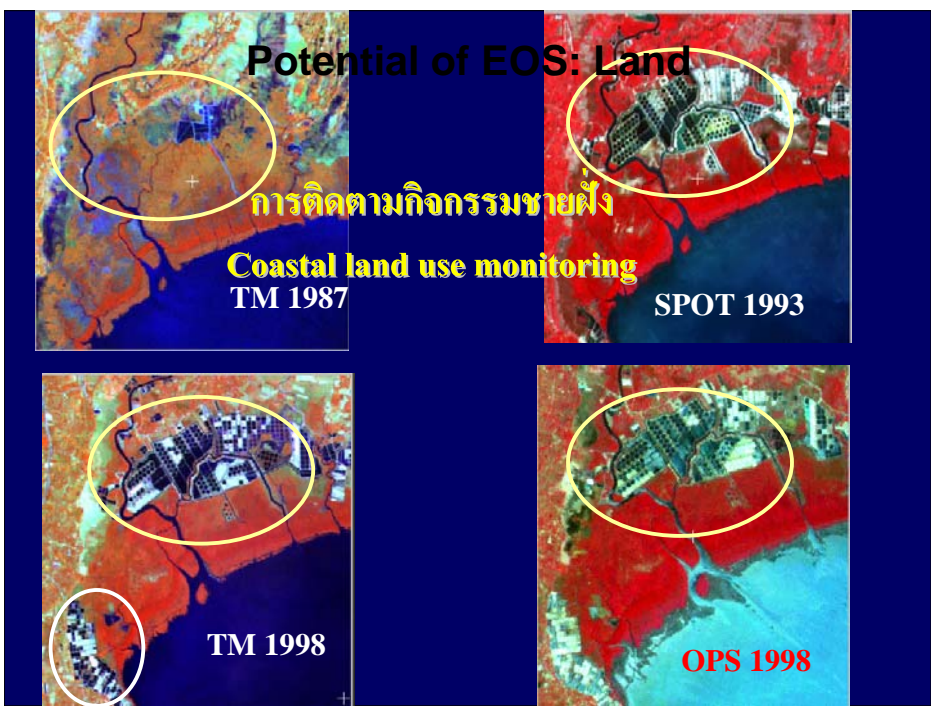 Potential of EOS: Land
การติดตามกิจกรรมชายฝั่ง
Coastal land use monitoring
TM 1987
SPOT 1993
TM 1998
OPS 1998